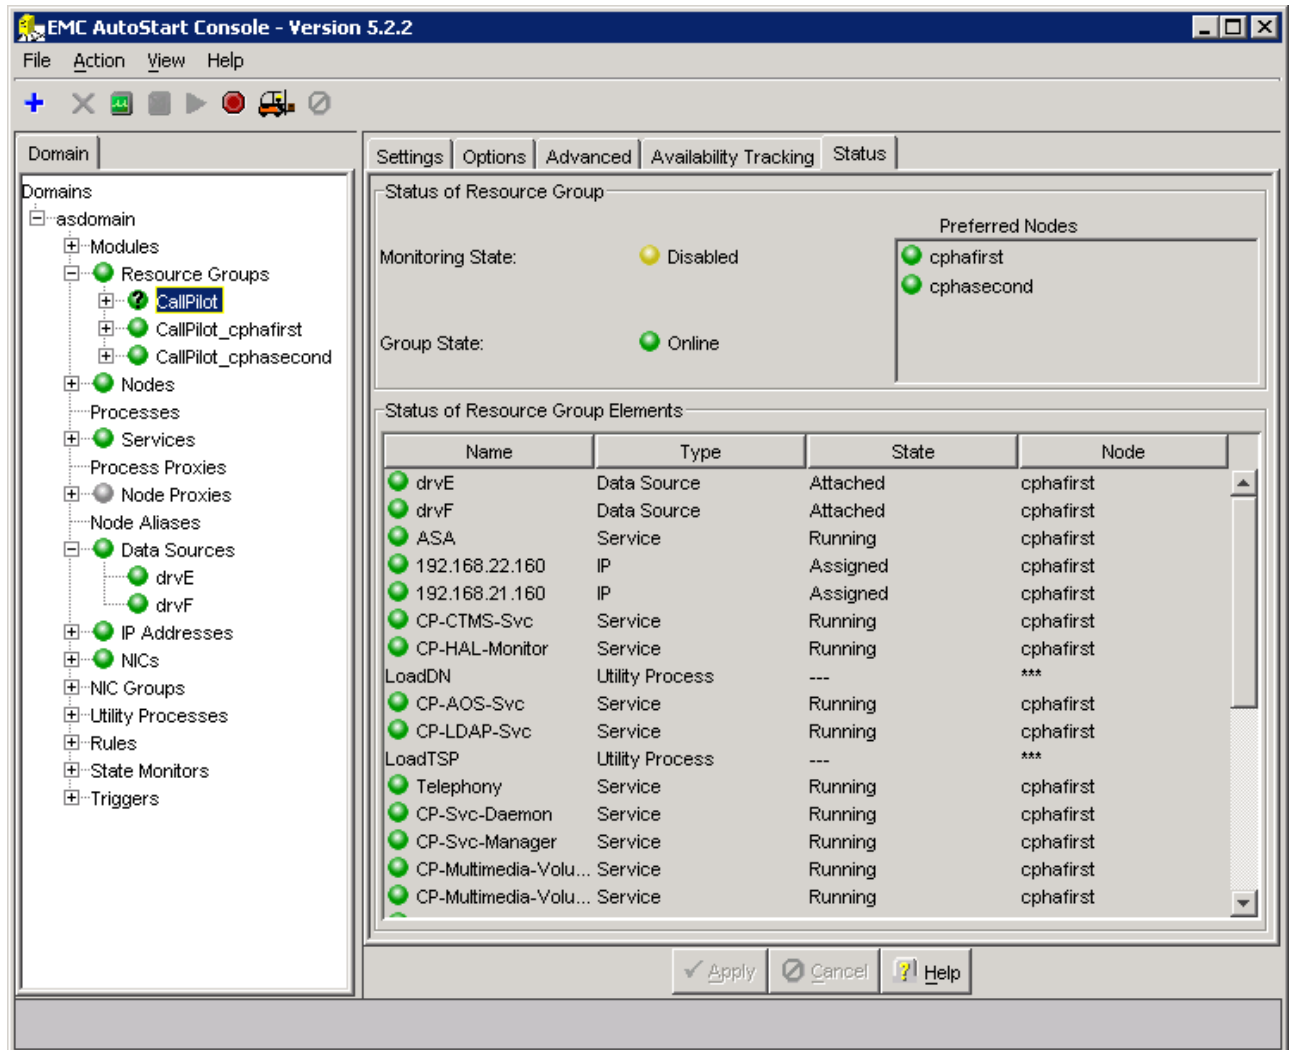 EMC AutoStart Console - Version 5.2.2
File Action View Help
Domain
Domains
asdomain
Modules
Resource Groups
CallPilot
CallPilot_cphafirst
CallPilot_cphasecond
Nodes
Processes
Services
Process Proxies
Node Proxies
Node Aliases
Data Sources
drvE
drvF
IP Addresses
NICs
NIC Groups
Utility Processes
Rules
State Monitors
Triggers
Settings Options Advanced Availability Tracking Status
Status of Resource Group
Preferred Nodes
Monitoring State: Disabled
cphafirst
cphasecond
Group State: Online
Status of Resource Group Elements
Name Type State Node
drvE Data Source Attached cphafirst
drvF Data Source Attached cphafirst
ASA Service Running cphafirst
192.168.22.160 IP Assigned cphafirst
192.168.21.160 IP Assigned cphafirst
CP-CTMS-Svc Service Running cphafirst
CP-HAL-Monitor Service Running cphafirst
LoadDN Utility Process --- ***
CP-AOS-Svc Service Running cphafirst
CP-LDAP-Svc Service Running cphafirst
LoadTSP Utility Process --- ***
Telephony Service Running cphafirst
CP-Svc-Daemon Service Running cphafirst
CP-Svc-Manager Service Running cphafirst
CP-Multimedia-Volu... Service Running cphafirst
CP-Multimedia-Volu... Service Running cphafirst
Apply Cancel Help